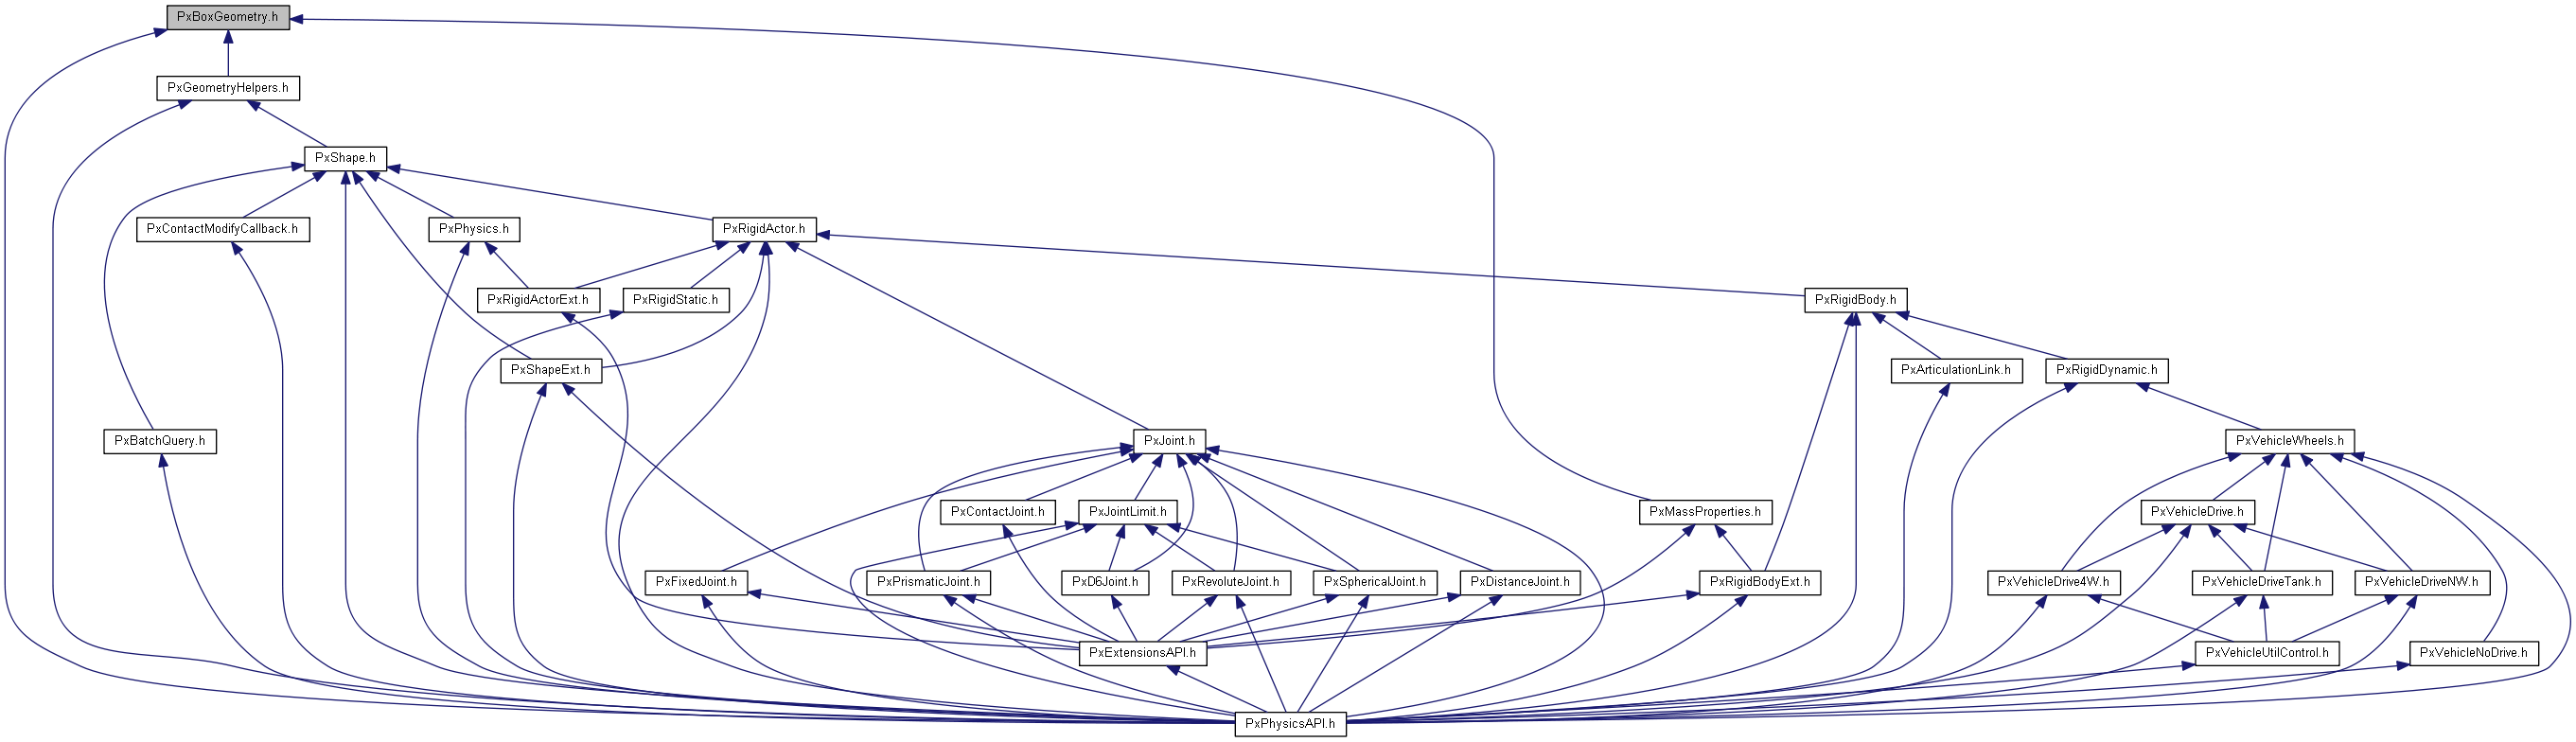 PxBoxGeometry.h
PxGeometryHelpers.h
PxShape.h
PxContactModifyCallback.h
PxPhysics.h
PxRigidActor.h
PxRigidActorExt.h
PxRigidStatic.h
PxRigidBody.h
PxShapeExt.h
PxArticulationLink.h
PxRigidDynamic.h
PxBatchQuery.h
PxJoint.h
PxVehicleWheels.h
PxContactJoint.h
PxJointLimit.h
PxMassProperties.h
PxVehicleDrive.h
PxFixedJoint.h
PxPrismaticJoint.h
PxD6Joint.h
PxRevoluteJoint.h
PxSphericalJoint.h
PxDistanceJoint.h
PxRigidBodyExt.h
PxVehicleDrive4W.h
PxVehicleDriveTank.h
PxVehicleDriveNW.h
PxExtensionsAPI.h
PxVehicleUtilControl.h
PxVehicleNoDrive.h
PxPhysicsAPI.h